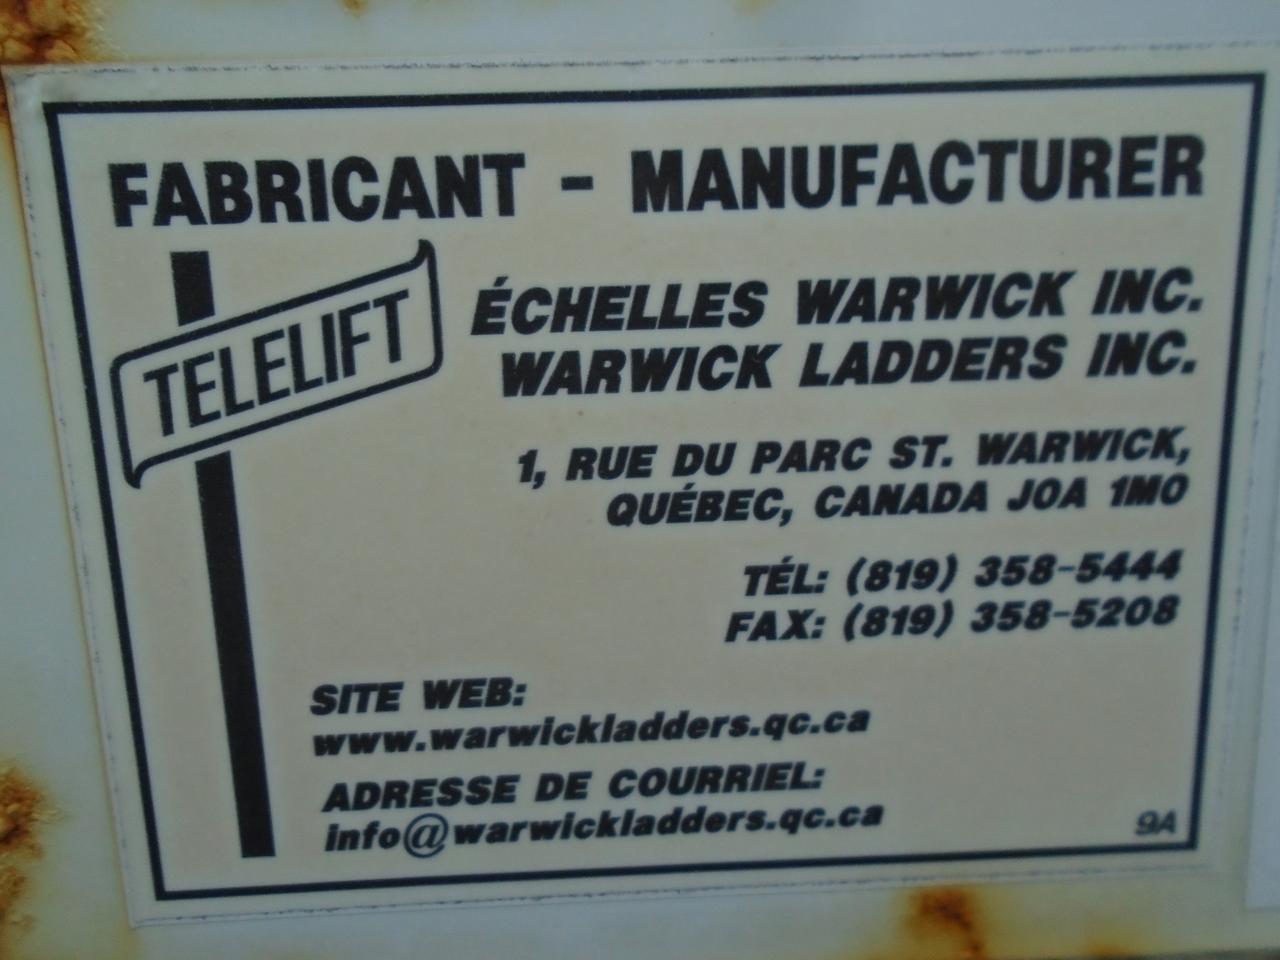 FABRICANT - MANUFACTURER
TELELIFT
ÉCHELLES WARWICK INC.
WARWICK LADDERS INC.
1, RUE DU PARC ST. WARWICK,
QUÉBEC, CANADA JOA 1MO
TÉL: (819) 358-5444
FAX: (819) 358-5208
SITE WEB:
www.warwickladders.qc.ca
ADRESSE DE COURRIEL:
info@warwickladders.qc.ca
9A